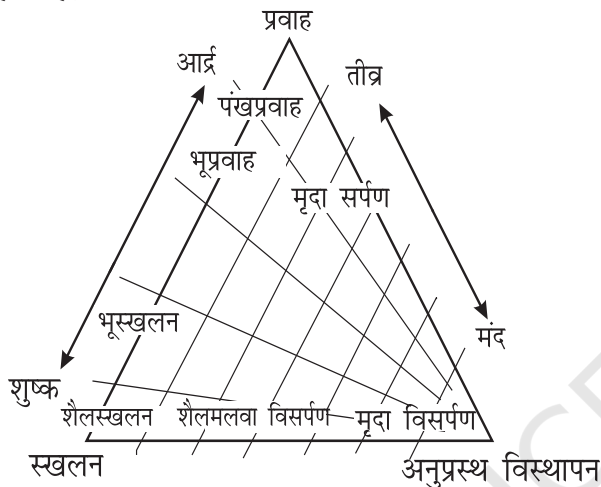 प्रवाह
आर्द्र
तीव्र
पंखप्रवाह
भूप्रवाह
मृदा सर्पण
भूस्खलन
मंद
शुष्क
शैलस्खलन शैलमलवा विसर्पण मृदा विसर्पण
स्खलन
अनुप्रस्थ विस्थापन